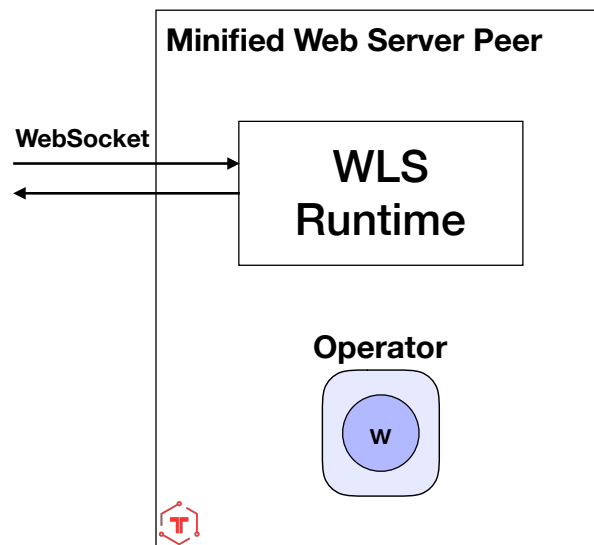 Minified Web Server Peer
WebSocket
WLS
Runtime
Operator
w
T